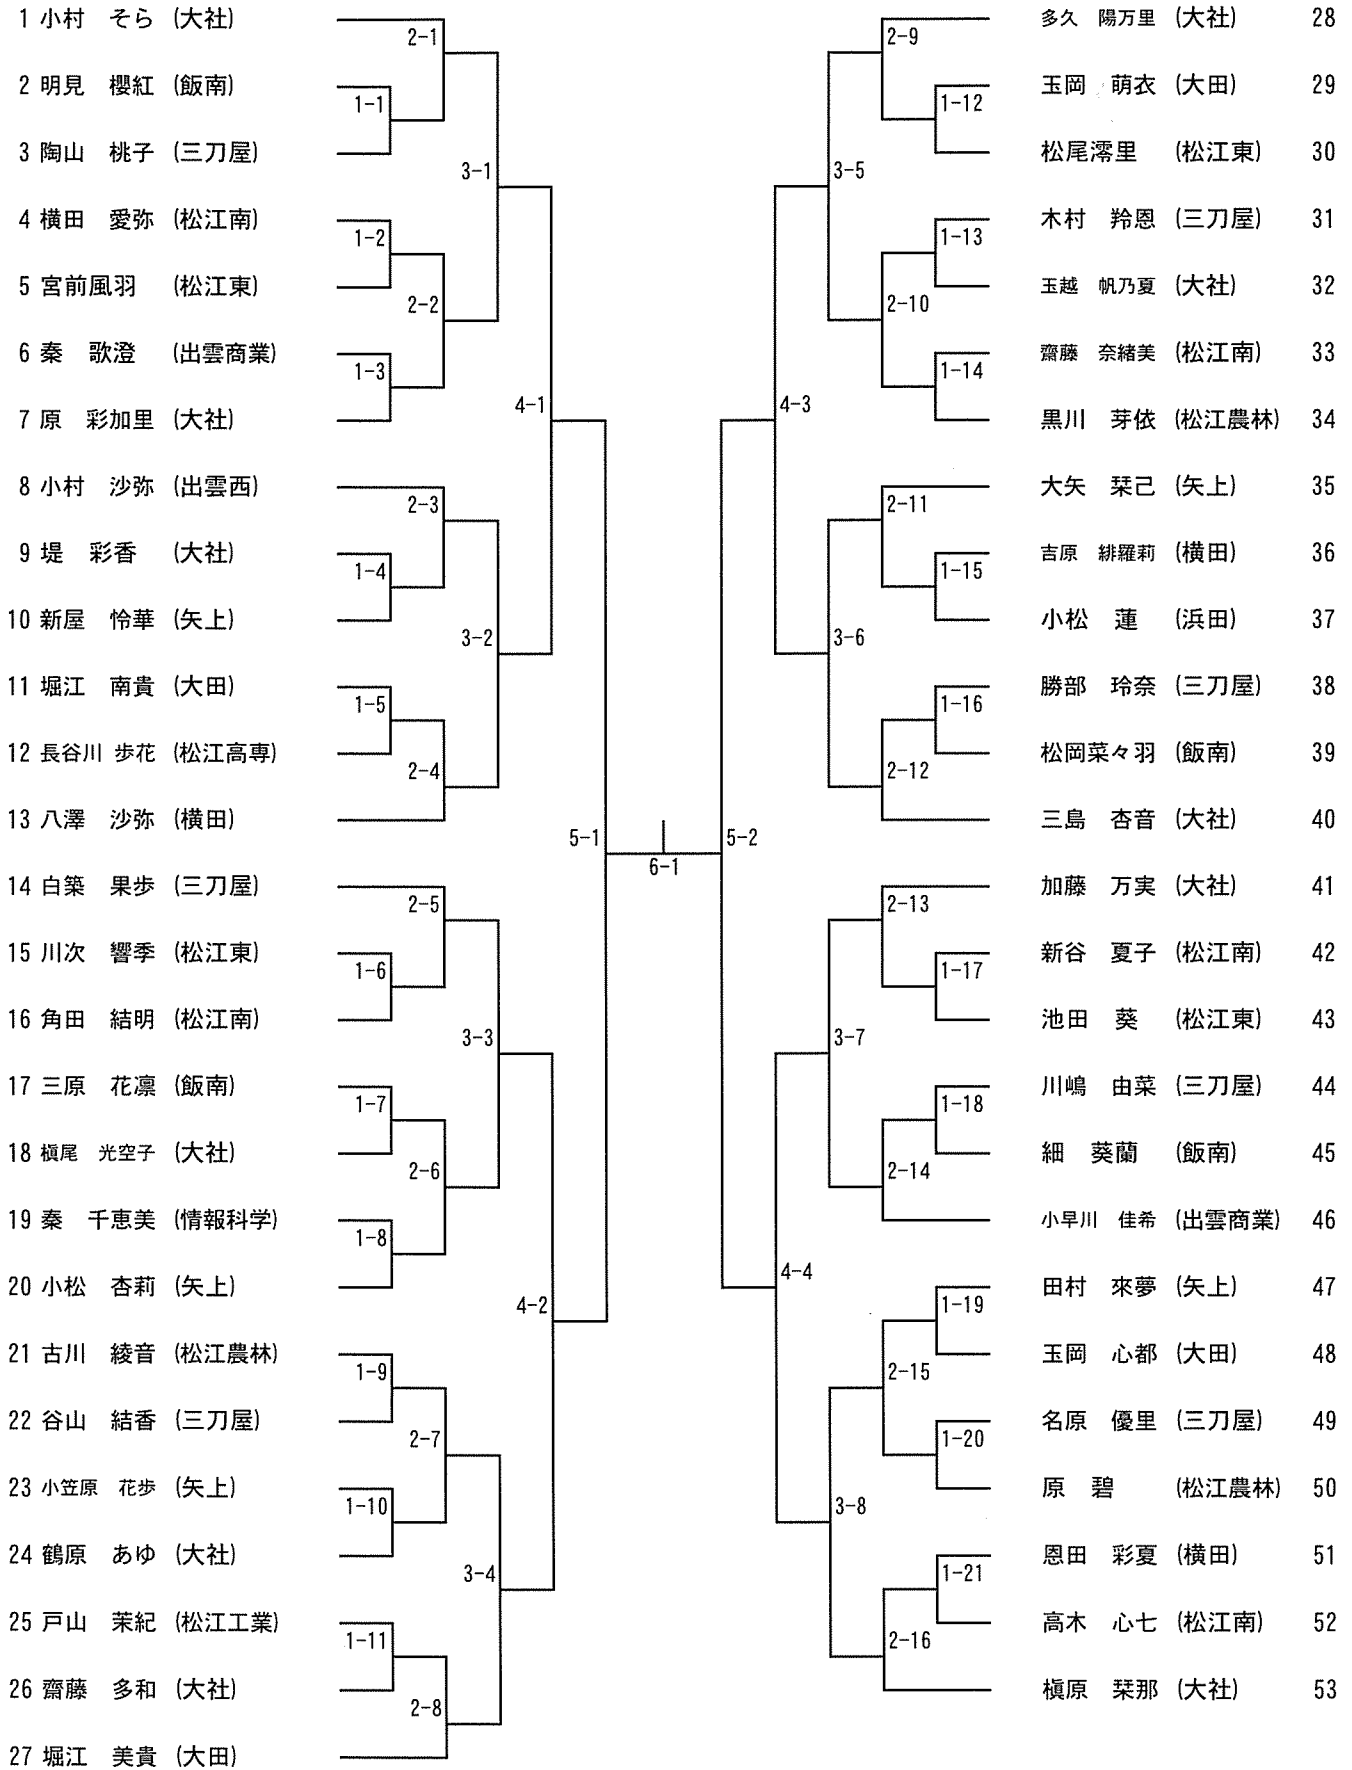 1 小村　そら (大社)
2 明見　櫻紅 (飯南)
3 陶山　桃子 (三刀屋)
4 横田　愛弥 (松江南)
5 宮前風羽 (松江東)
6 秦　歌澄 (出雲商業)
7 原　彩加里 (大社)
8 小村　沙弥 (出雲西)
9 堤　彩香 (大社)
10 新屋　怜華 (矢上)
11 堀江　南貴 (大田)
12 長谷川 歩花 (松江高専)
13 八澤　沙弥 (横田)
14 白築　果歩 (三刀屋)
15 川次　響季 (松江東)
16 角田　結明 (松江南)
17 三原　花凛 (飯南)
18 槇尾　光空子 (大社)
19 秦　千恵美 (情報科学)
20 小松　杏莉 (矢上)
21 古川　綾音 (松江農林)
22 谷山　結香 (三刀屋)
23 小笠原　花歩 (矢上)
24 鶴原　あゆ (大社)
25 戸山　茉紀 (松江工業)
26 齋藤　多和 (大社)
27 堀江　美貴 (大田)
1-1
1-2
1-3
1-4
1-5
1-6
1-7
1-8
1-9
1-10
1-11
2-1
2-2
2-3
2-4
2-5
2-6
2-7
2-8
3-1
3-2
3-3
3-4
4-1
4-2
5-1
6-1
5-2
4-3
4-4
3-5
3-6
3-7
3-8
2-9
2-10
2-11
2-12
2-13
2-14
2-15
2-16
1-12
1-13
1-14
1-15
1-16
1-17
1-18
1-19
1-20
1-21
多久　陽万里 (大社) 28
玉岡　萌衣 (大田) 29
松尾澪里 (松江東) 30
木村　羚恩 (三刀屋) 31
玉越　帆乃夏 (大社) 32
齋藤　奈緒美 (松江南) 33
黒川　芽依 (松江農林) 34
大矢　栞己 (矢上) 35
吉原　緋羅莉 (横田) 36
小松　蓮 (浜田) 37
勝部　玲奈 (三刀屋) 38
松岡菜々羽 (飯南) 39
三島　杏音 (大社) 40
加藤　万実 (大社) 41
新谷　夏子 (松江南) 42
池田　葵 (松江東) 43
川嶋　由菜 (三刀屋) 44
細　葵蘭 (飯南) 45
小早川　佳希 (出雲商業) 46
田村　來夢 (矢上) 47
玉岡　心都 (大田) 48
名原　優里 (三刀屋) 49
原　碧 (松江農林) 50
恩田　彩夏 (横田) 51
高木　心七 (松江南) 52
槇原　栞那 (大社) 53